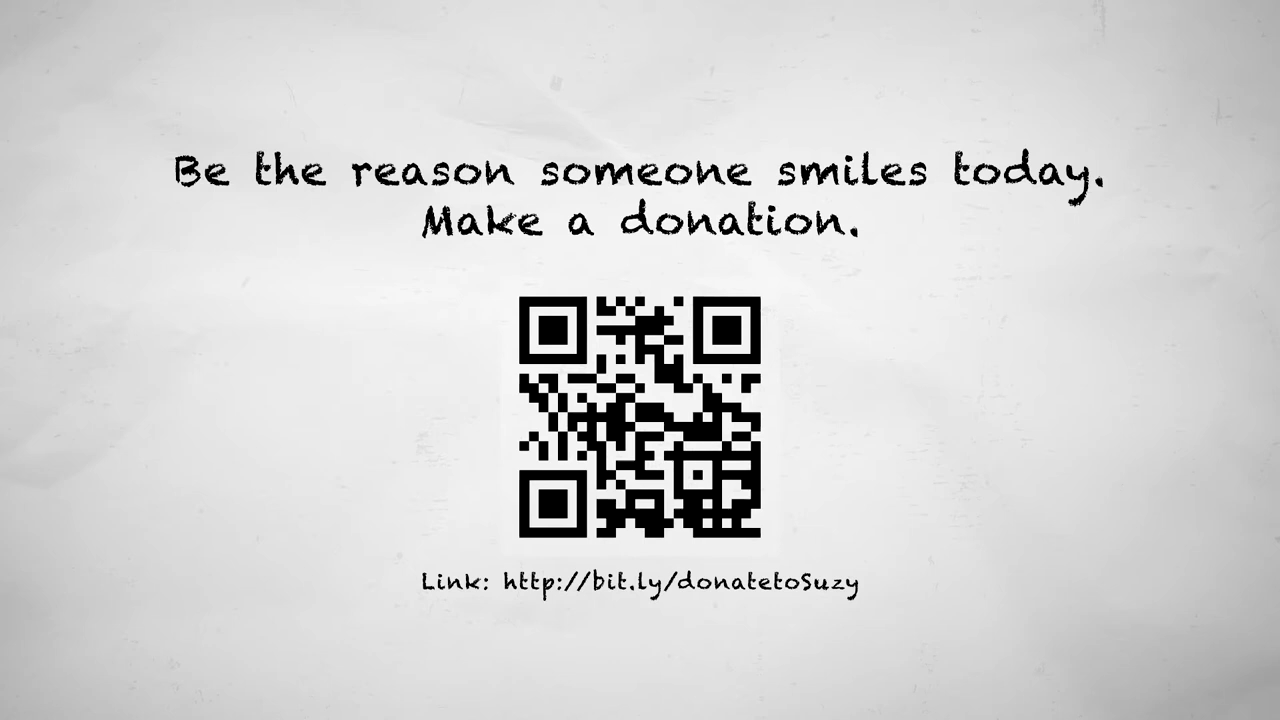 Be the reason someone smiles today.
Make a donation.
Link: http://bit.ly/donatetoSuzy